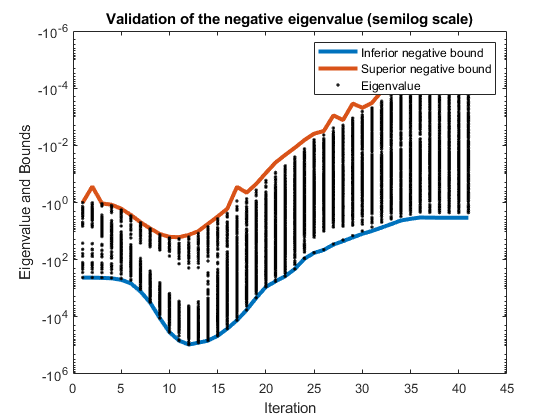 Validation of the negative eigenvalue (semilog scale)
-10^-6
Inferior negative bound
Superior negative bound
Eigenvalue
-10^-4
-10^-2
-10^0
-10^2
-10^4
-10^6
Eigenvalue and Bounds
0 5 10 15 20 25 30 35 40 45
Iteration